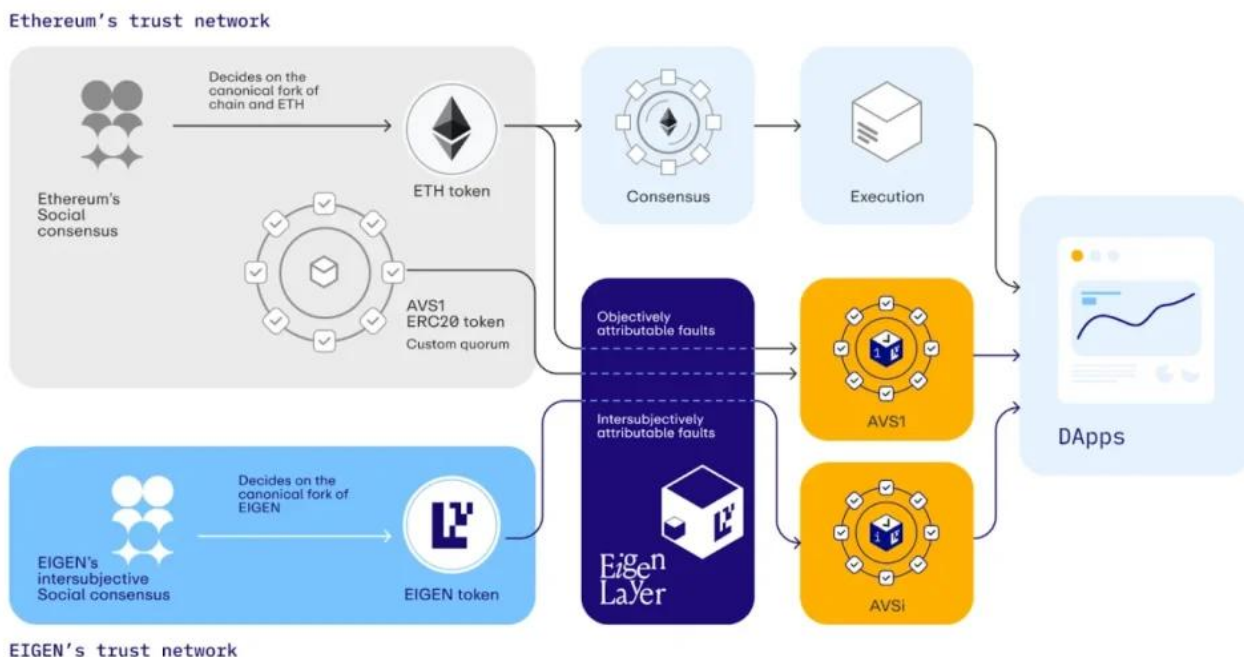 Ethereum's trust network
Decides on the
canonical fork of
chain and ETH
Ethereum's
Social
consensus
ETH token
AVS1
ERC20 token
Custom quorum
Consensus
Execution
Objectively
attributable faults
Intersubjectively
attributable faults
Eigen
Layer
1
AVS1
i
AVSi
DApps
Decides on the
canonical fork of
EIGEN
EIGEN's
intersubjective
Social consensus
EIGEN token
EIGEN's trust network